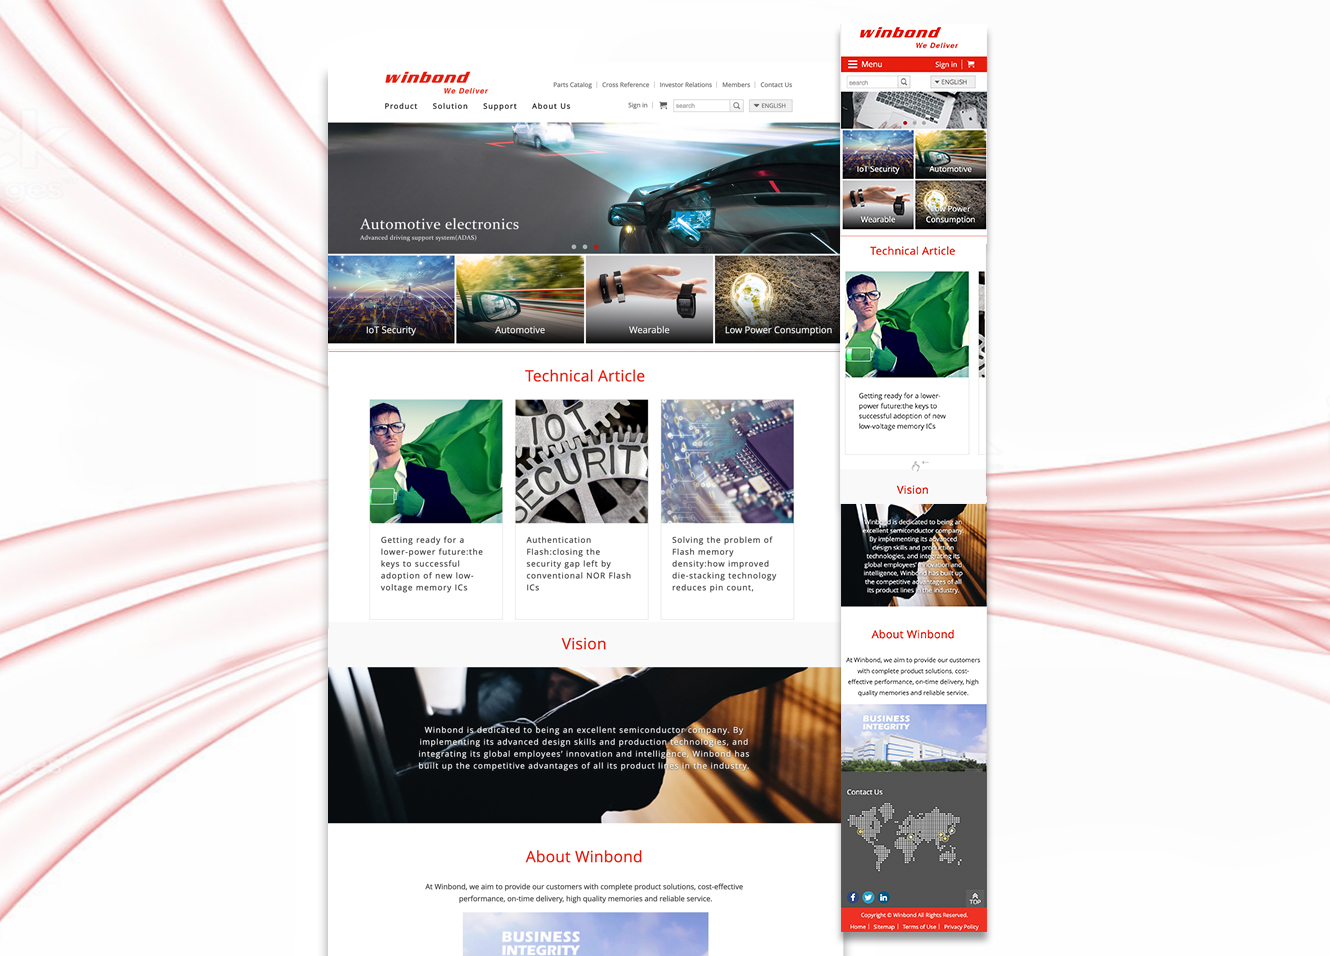 winbond
We Deliver
Parts Catalog | Cross Reference | Investor Relations | Members | Contact Us
Product Solution Support About Us
Sign in | search ENGLISH
Automotive electronics
Advanced driving support system(ADAS)
IoT Security
Automotive
Wearable
Low Power Consumption
Technical Article
IOT
SECURITY
Getting ready for a
lower-power future:the
keys to successful
adoption of new low-
voltage memory ICs
Authentication
Flash:closing the
security gap left by
conventional NOR Flash
ICs
Solving the problem of
Flash memory
density:how improved
die-stacking technology
reduces pin count,
Vision
Winbond is dedicated to being an excellent semiconductor company. By
implementing its advanced design skills and production technologies, and
integrating its global employees' innovation and intelligence, Winbond has
built up the competitive advantages of all its product lines in the industry.
About Winbond
At Winbond, we aim to provide our customers with complete product solutions, cost-effective
performance, on-time delivery, high quality memories and reliable service.
BUSINESS
INTEGRITY
winbond
We Deliver
Menu Sign in |
search ENGLISH
IoT Security
Automotive
Wearable
Low Power
Consumption
Technical Article
Getting ready for a lower-
power future:the keys to
successful adoption of new
low-voltage memory ICs
Vision
Winbond is dedicated to being an
excellent semiconductor company.
By implementing its advanced
design skills and production
technologies, and integrating its
global employees' innovation and
intelligence, Winbond has built up
the competitive advantages of all
its product lines in the industry.
About Winbond
At Winbond, we aim to provide our customers
with complete product solutions, cost-
effective performance, on-time delivery, high
quality memories and reliable service.
BUSINESS
INTEGRITY
Contact Us
TOP
Copyright © Winbond All Rights Reserved.
Home | Sitemap | Terms of Use | Privacy Policy